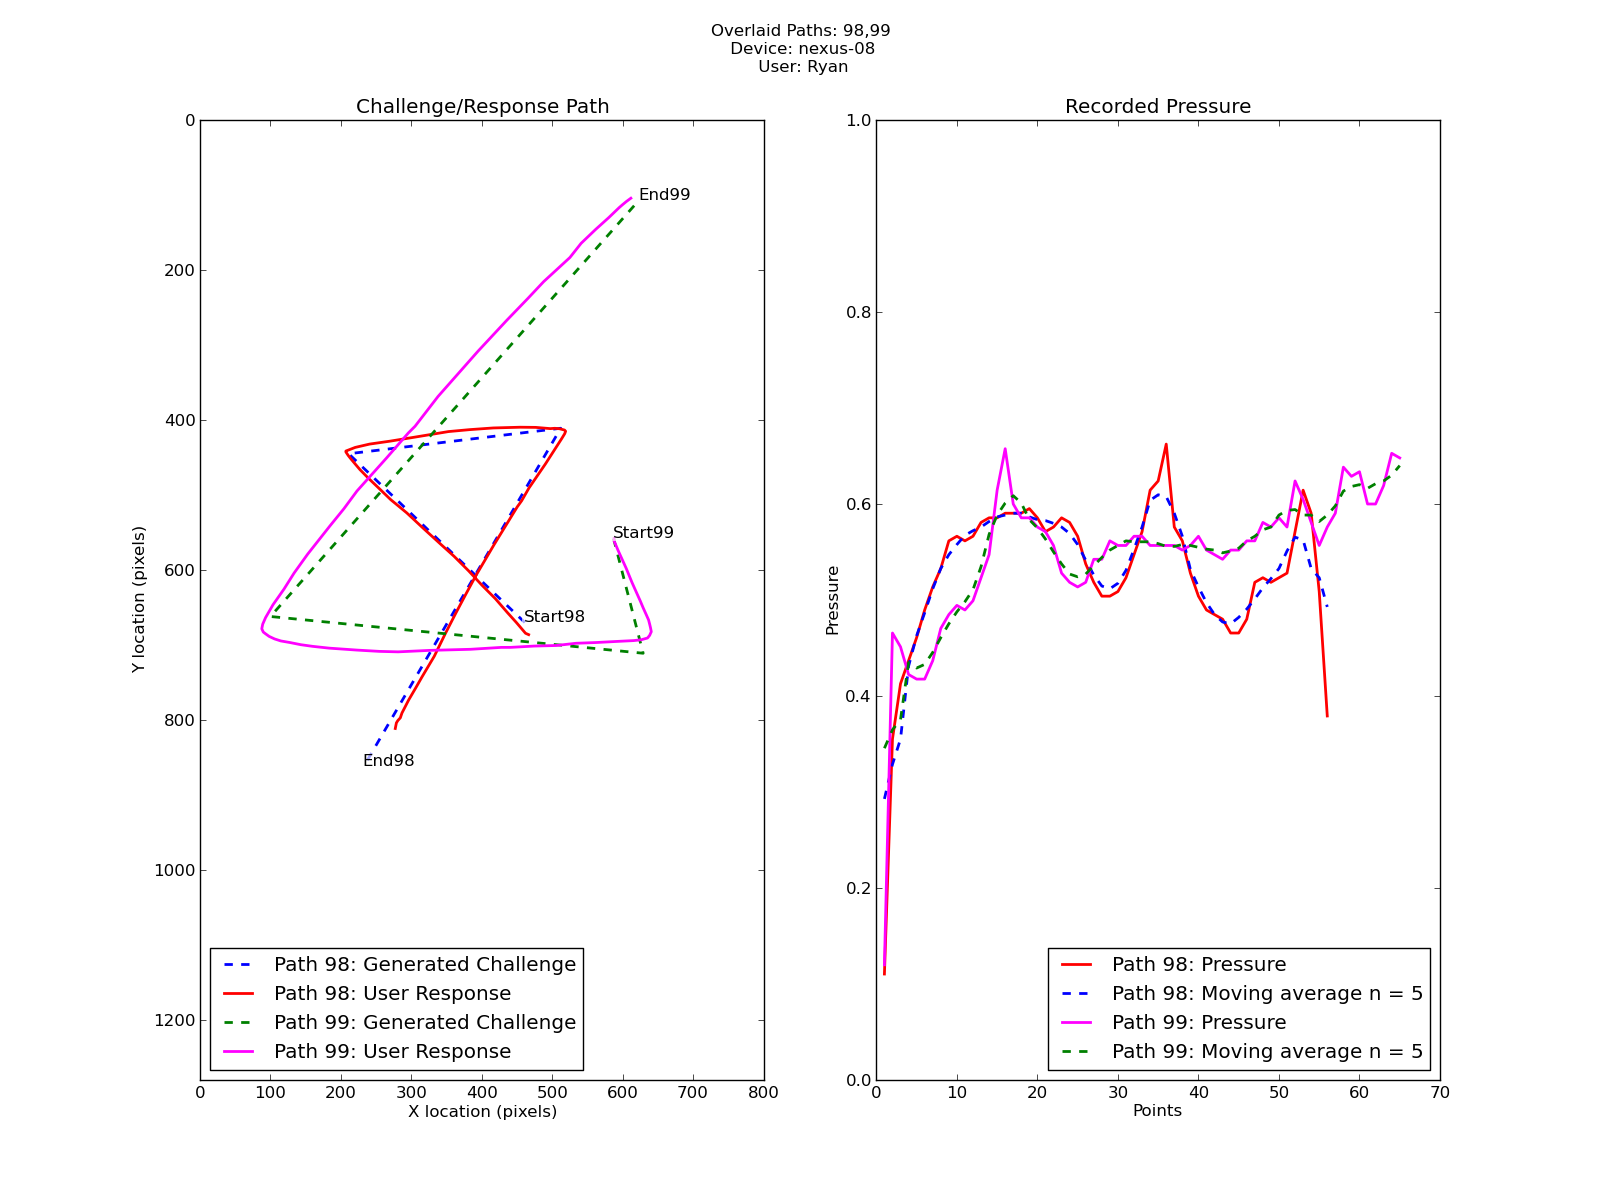 Overlaid Paths: 98,99
Device: nexus-08
User: Ryan
Challenge/Response Path
0
200
400
600
800
1000
1200
Y location (pixels)
End99
Start99
Start98
End98
Path 98: Generated Challenge
Path 98: User Response
Path 99: Generated Challenge
Path 99: User Response
0 100 200 300 400 500 600 700 800
X location (pixels)
Recorded Pressure
1.0
0.8
0.6
0.4
0.2
0.0
Pressure
Path 98: Pressure
Path 98: Moving average n = 5
Path 99: Pressure
Path 99: Moving average n = 5
0 10 20 30 40 50 60 70
Points